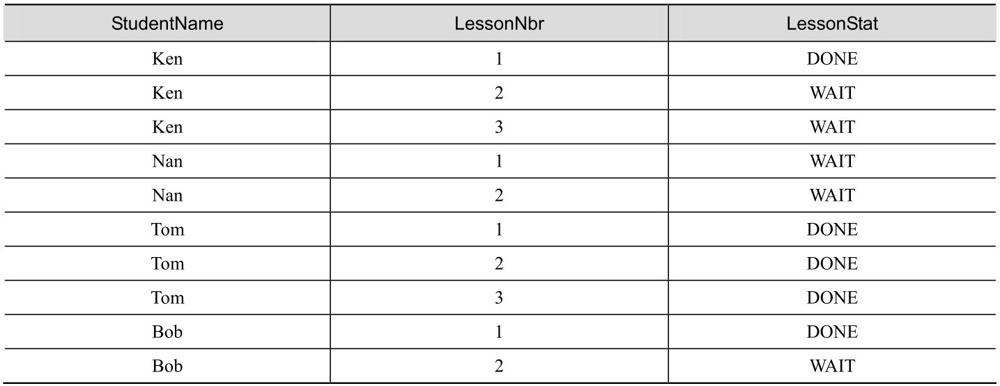 StudentName LessonNbr LessonStat
Ken 1 DONE
Ken 2 WAIT
Ken 3 WAIT
Nan 1 WAIT
Nan 2 WAIT
Tom 1 DONE
Tom 2 DONE
Tom 3 DONE
Bob 1 DONE
Bob 2 WAIT